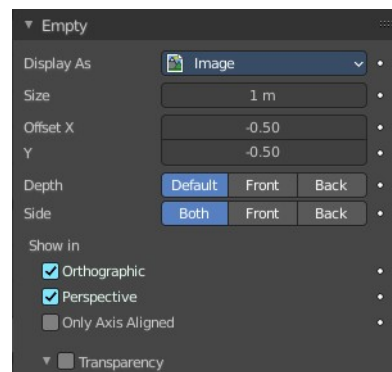 Empty
Display As Image
Size 1 m
Offset X -0.50
Y -0.50
Depth Default Front Back
Side Both Front Back
Show in
Orthographic
Perspective
Only Axis Aligned
Transparency